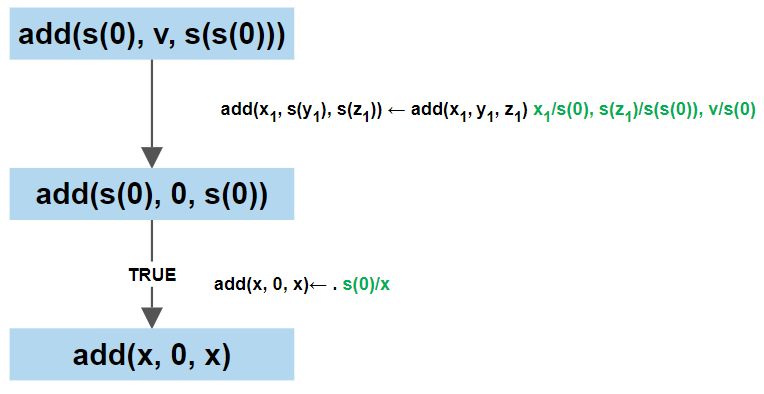 add(s(0), v, s(s(0)))
add(x₁, s(y₁), s(z₁)) ← add(x₁, y₁, z₁) x₁/s(0), s(z₁)/s(s(0)), v/s(0)
add(s(0), 0, s(0))
TRUE
add(x, 0, x)← . s(0)/x
add(x, 0, x)